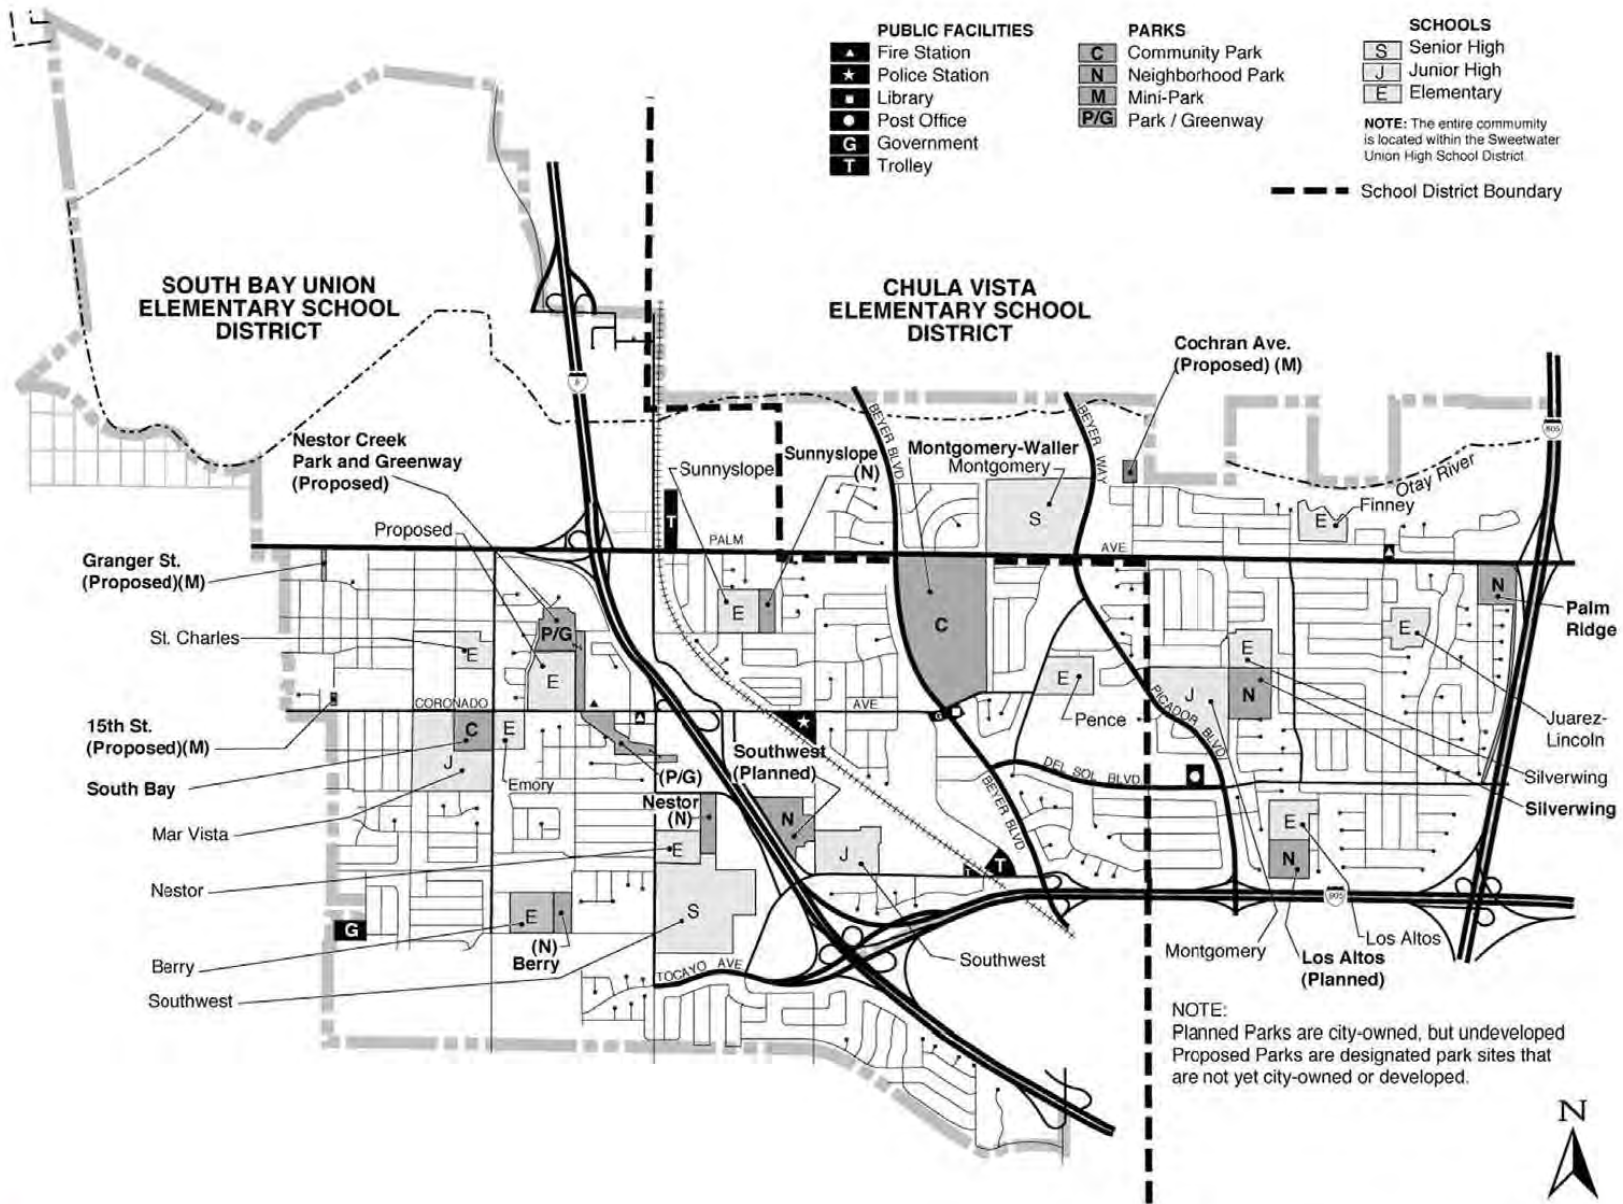 PUBLIC FACILITIES
Fire Station
Police Station
Library
Post Office
G Government
T Trolley
PARKS
C Community Park
N Neighborhood Park
M Mini-Park
P/G Park / Greenway
SCHOOLS
S Senior High
J Junior High
E Elementary
NOTE: The entire community
is located within the Sweetwater
Union High School District
School District Boundary
SOUTH BAY UNION
ELEMENTARY SCHOOL
DISTRICT
CHULA VISTA
ELEMENTARY SCHOOL
DISTRICT
Cochran Ave.
(Proposed) (M)
805
BEYER BLVD
BEYER WAY
Nestor Creek
Park and Greenway
(Proposed)
Sunnyslope
Sunnyslope
(N)
Montgomery-Waller
Montgomery
Otay River
Finney
S
E
T
Proposed
PALM
AVE
Granger St.
(Proposed)(M)
N
Palm
Ridge
E
C
P/G
St. Charles
E
E
E
E
E
J
N
CORONADO
AVE
PICADOR BLVD
Pence
Juarez-
Lincoln
15th St.
(Proposed)(M)
C
E
J
Southwest
(Planned)
(P/G)
DEL SOL BLVD
Silverwing
Silverwing
South Bay
Emory
Nestor
(N)
BEYER BLVD
Mar Vista
N
E
J
E
N
T
T
Nestor
805
S
E
G
(N)
Berry
Berry
Southwest
TOCAYO AVE
Southwest
Montgomery
Los Altos
Los Altos
(Planned)
NOTE:
Planned Parks are city-owned, but undeveloped
Proposed Parks are designated park sites that
are not yet city-owned or developed.
N